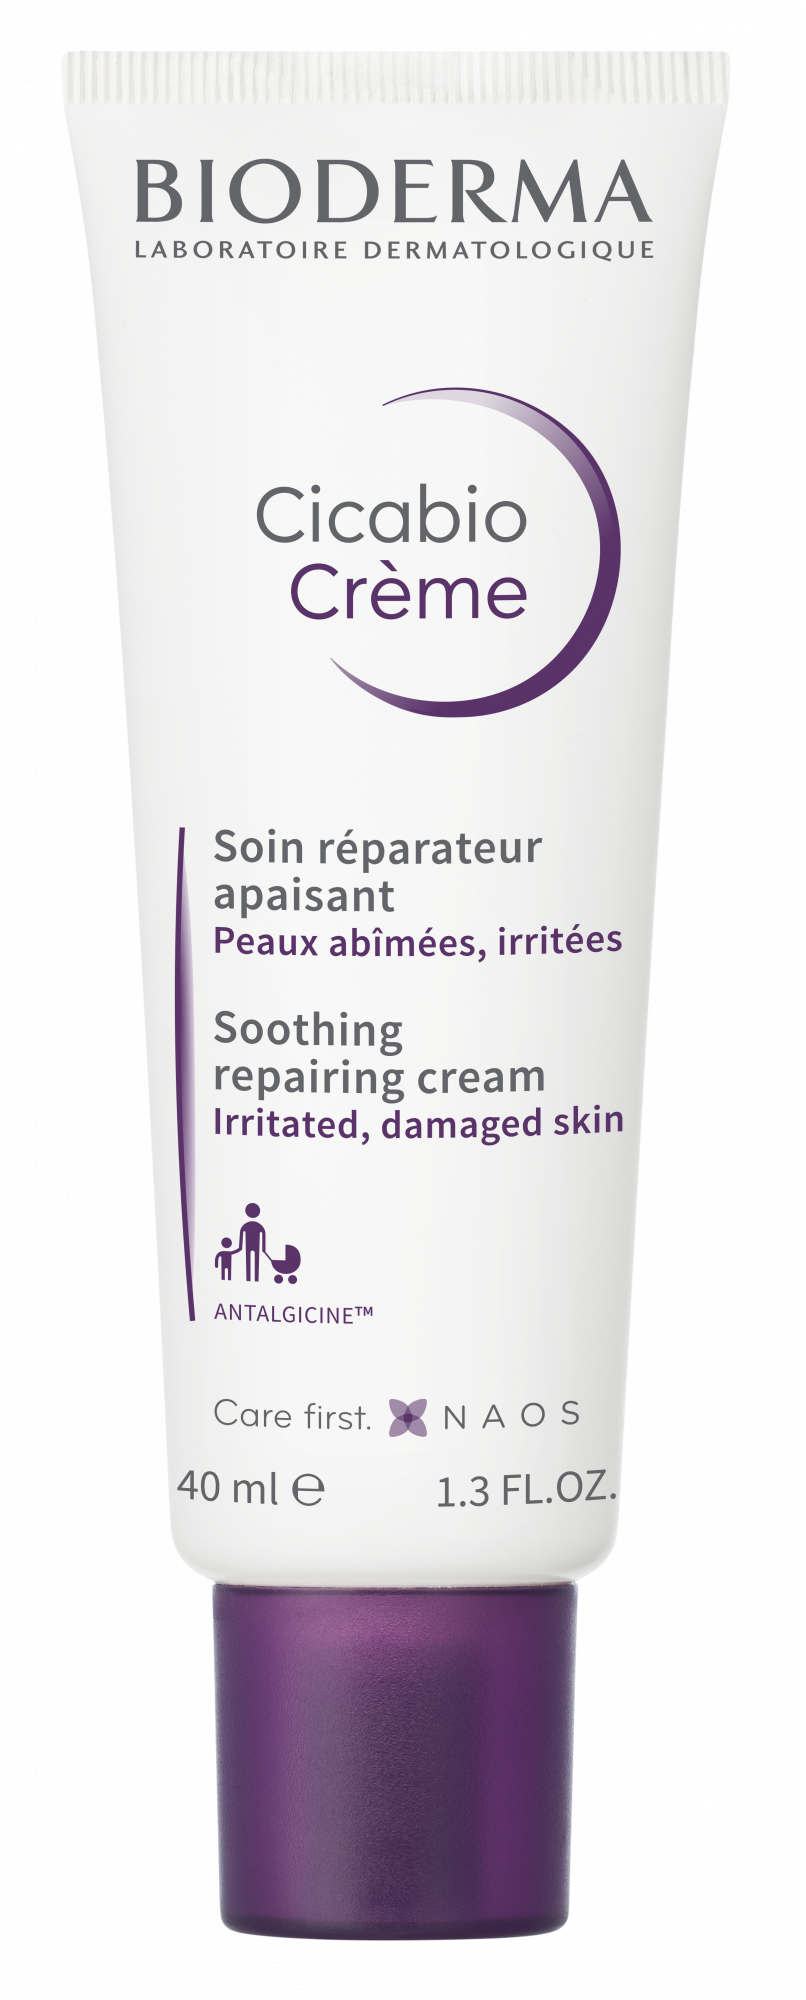 BIODERMA
LABORATOIRE DERMATOLOGIQUE
Cicabio
Crème
Soin réparateur
apaisant
Peaux abîmées, irritées
Soothing
repairing cream
Irritated, damaged skin
ANTALGICINE™
Care first. NAOS
40 ml ℮ 1.3 FL.OZ.